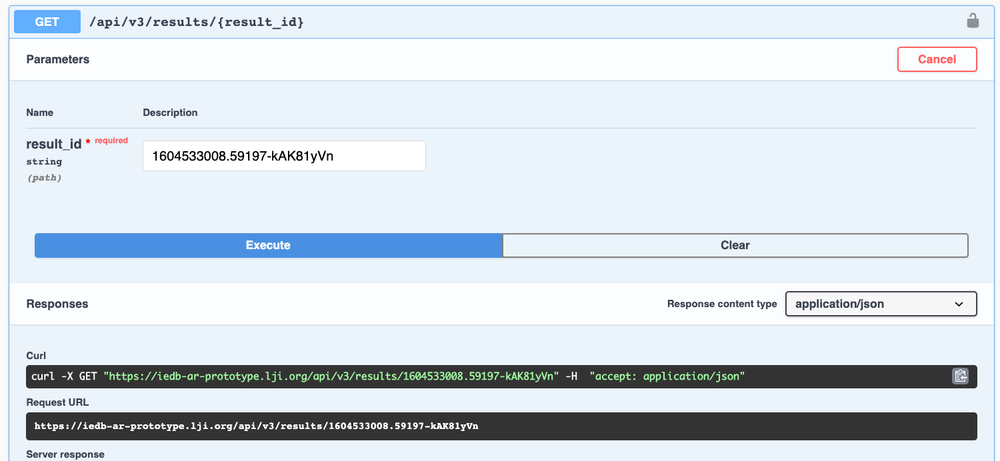 GET /api/v3/results/{result_id}
Parameters Cancel
Name Description
result_id * required
string
(path)
1604533008.59197-kAK81yVn
Execute Clear
Responses Response content type application/json
Curl
curl -X GET "https://iedb-ar-prototype.lji.org/api/v3/results/1604533008.59197-kAK81yVn" -H  "accept: application/json"
Request URL
https://iedb-ar-prototype.lji.org/api/v3/results/1604533008.59197-kAK81yVn
Server response